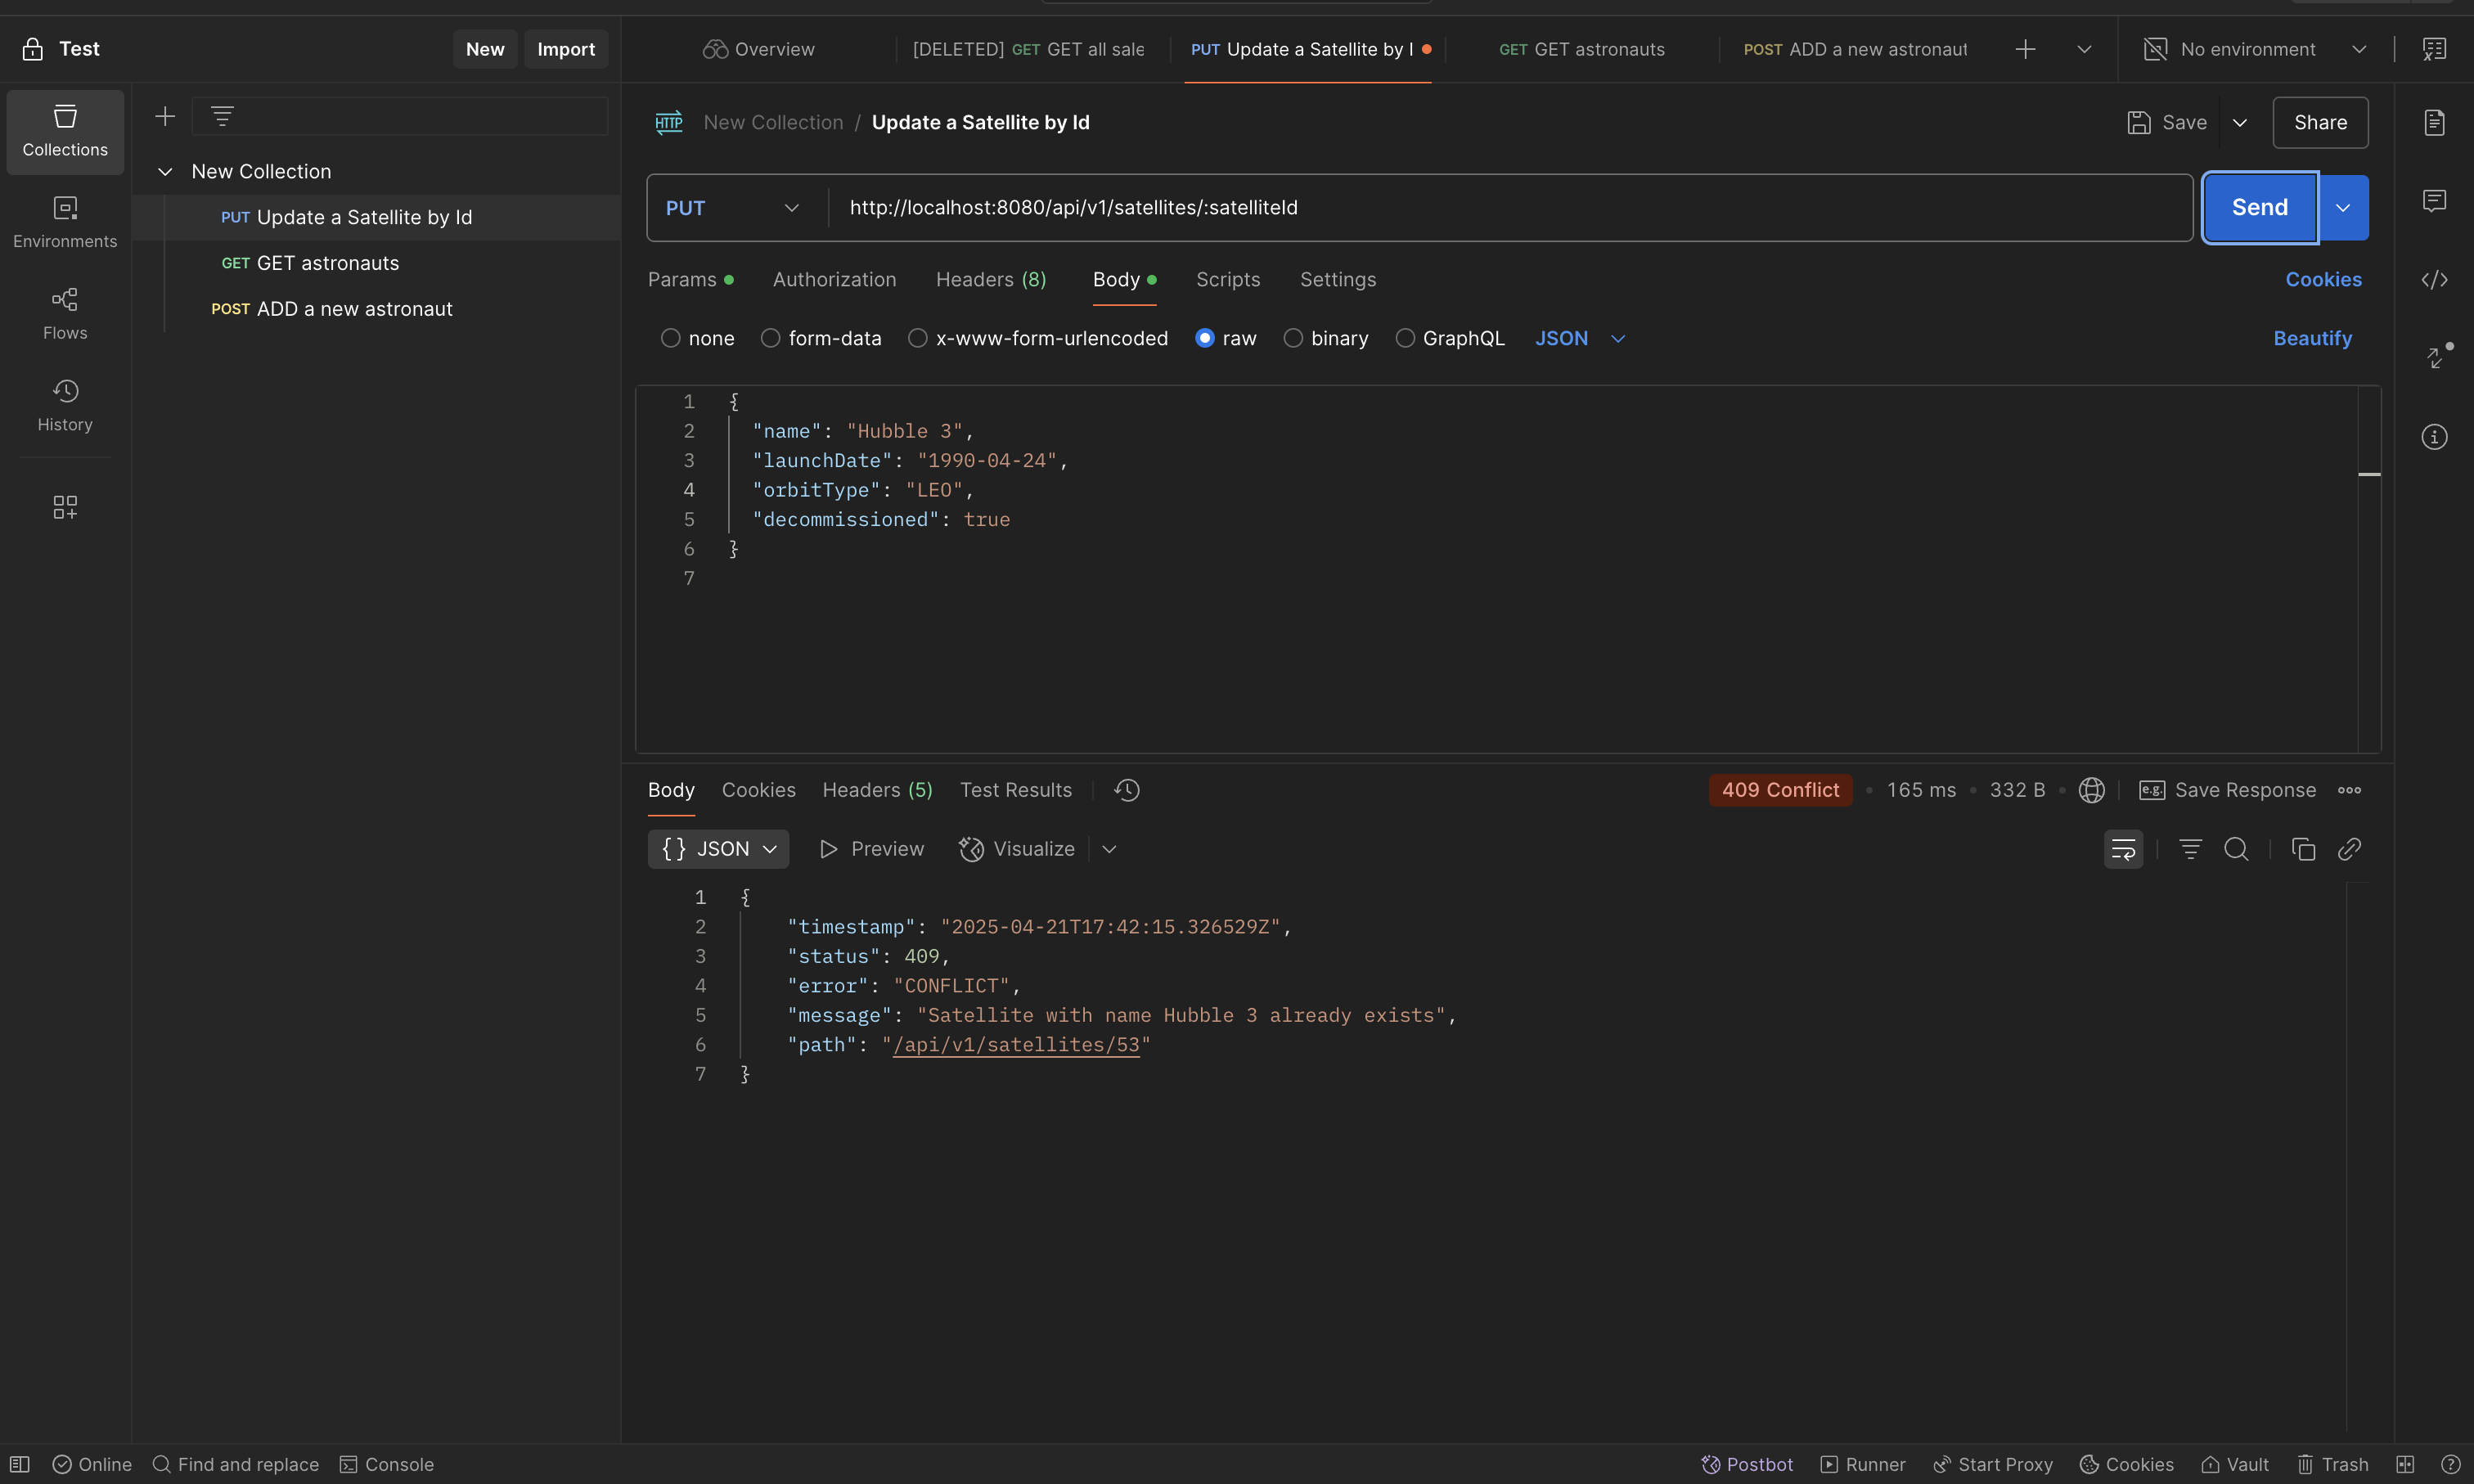 Test
New
Import
Overview
[DELETED] GET GET all sale
PUT Update a Satellite by I
GET GET astronauts
POST ADD a new astronaut
No environment
Collections
Environments
Flows
History
New Collection
PUT Update a Satellite by Id
GET GET astronauts
POST ADD a new astronaut
HTTP New Collection / Update a Satellite by Id
Save
Share
PUT
http://localhost:8080/api/v1/satellites/:satelliteId
Send
Params
Authorization
Headers (8)
Body
Scripts
Settings
Cookies
none
form-data
x-www-form-urlencoded
raw
binary
GraphQL
JSON
Beautify
1 {
2 "name": "Hubble 3",
3 "launchDate": "1990-04-24",
4 "orbitType": "LEO",
5 "decommissioned": true
6 }
7
Body
Cookies
Headers (5)
Test Results
409 Conflict
165 ms
332 B
e.g. Save Response
{ } JSON
Preview
Visualize
1 {
2 "timestamp": "2025-04-21T17:42:15.326529Z",
3 "status": 409,
4 "error": "CONFLICT",
5 "message": "Satellite with name Hubble 3 already exists",
6 "path": "/api/v1/satellites/53"
7 }
Online
Find and replace
Console
Postbot
Runner
Start Proxy
Cookies
Vault
Trash